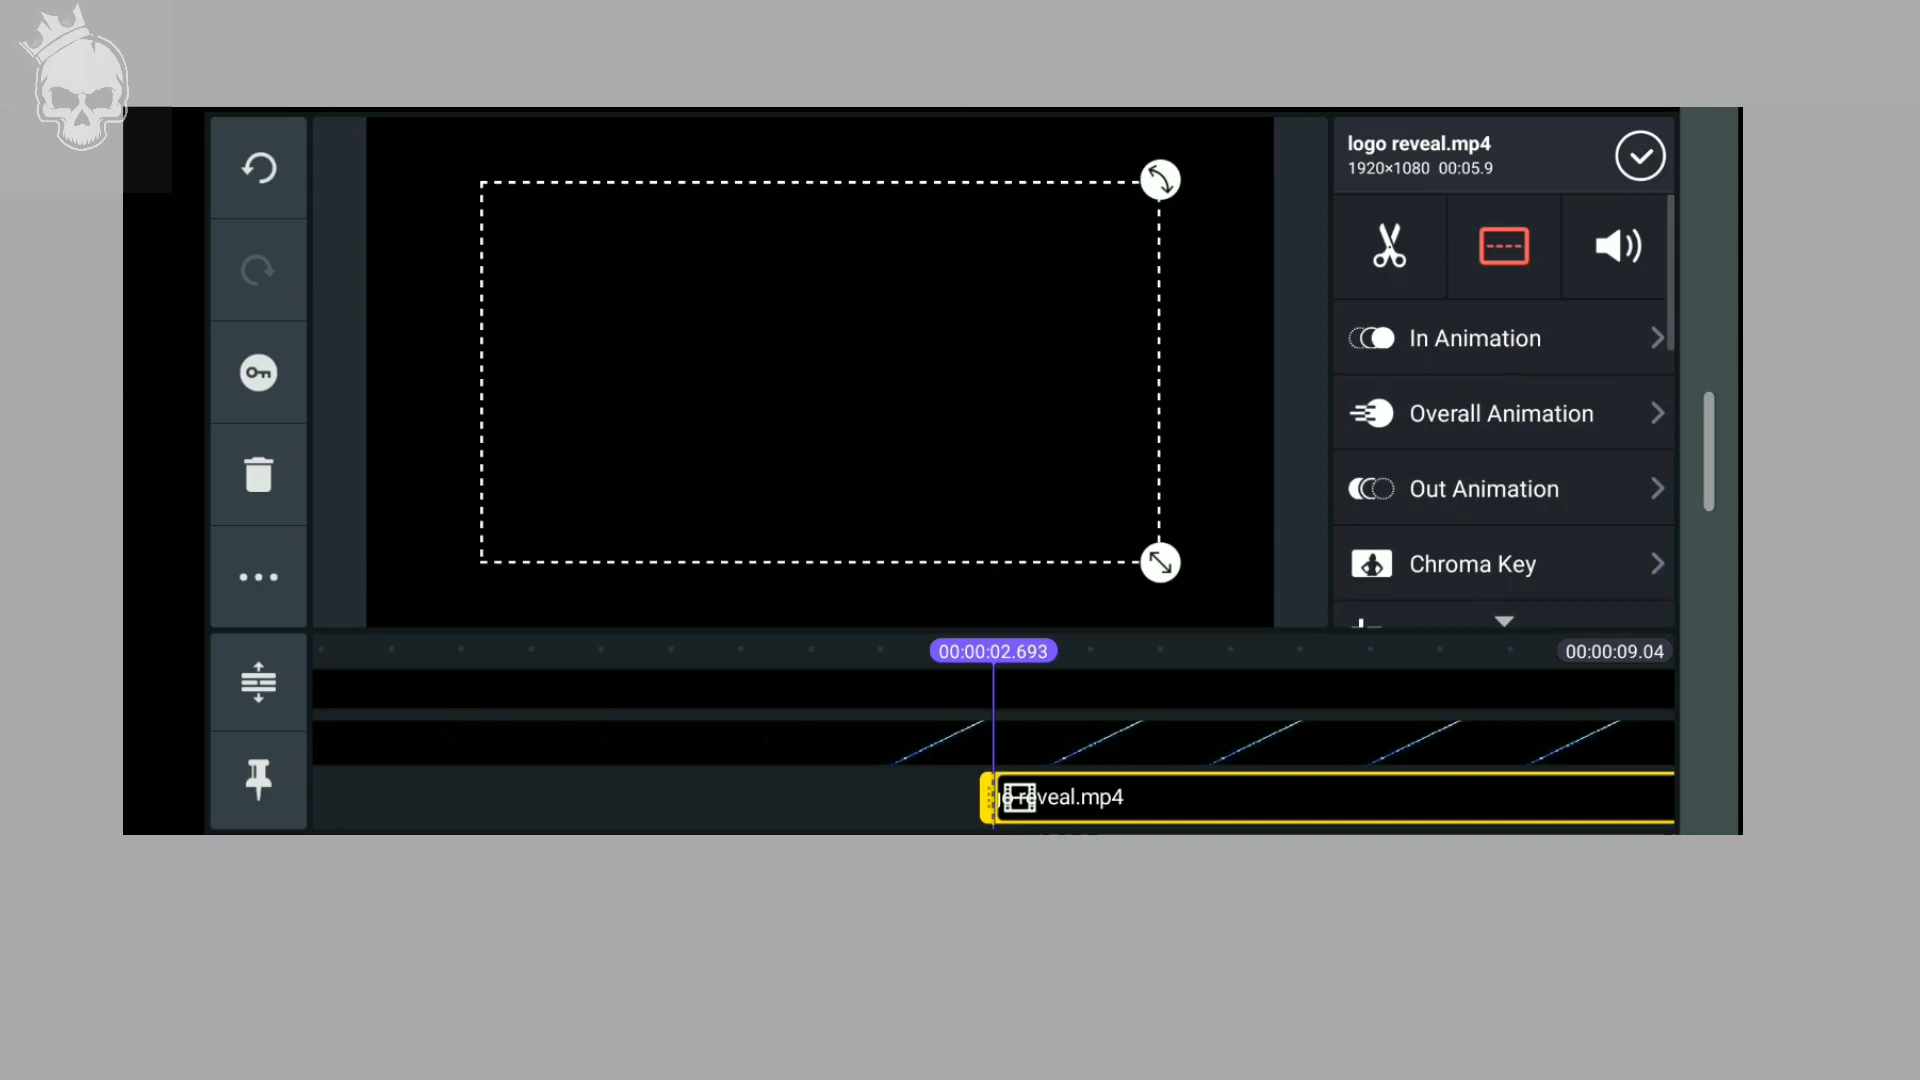 logo reveal.mp4
1920×1080 00:05.9
In Animation
Overall Animation
Out Animation
Chroma Key
00:00:02.693
00:00:09.04
reveal.mp4